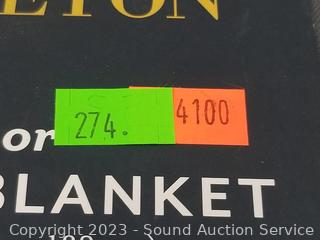 ETON
274. 4100
or
BLANKET
Copyright 2023 - Sound Auction Service